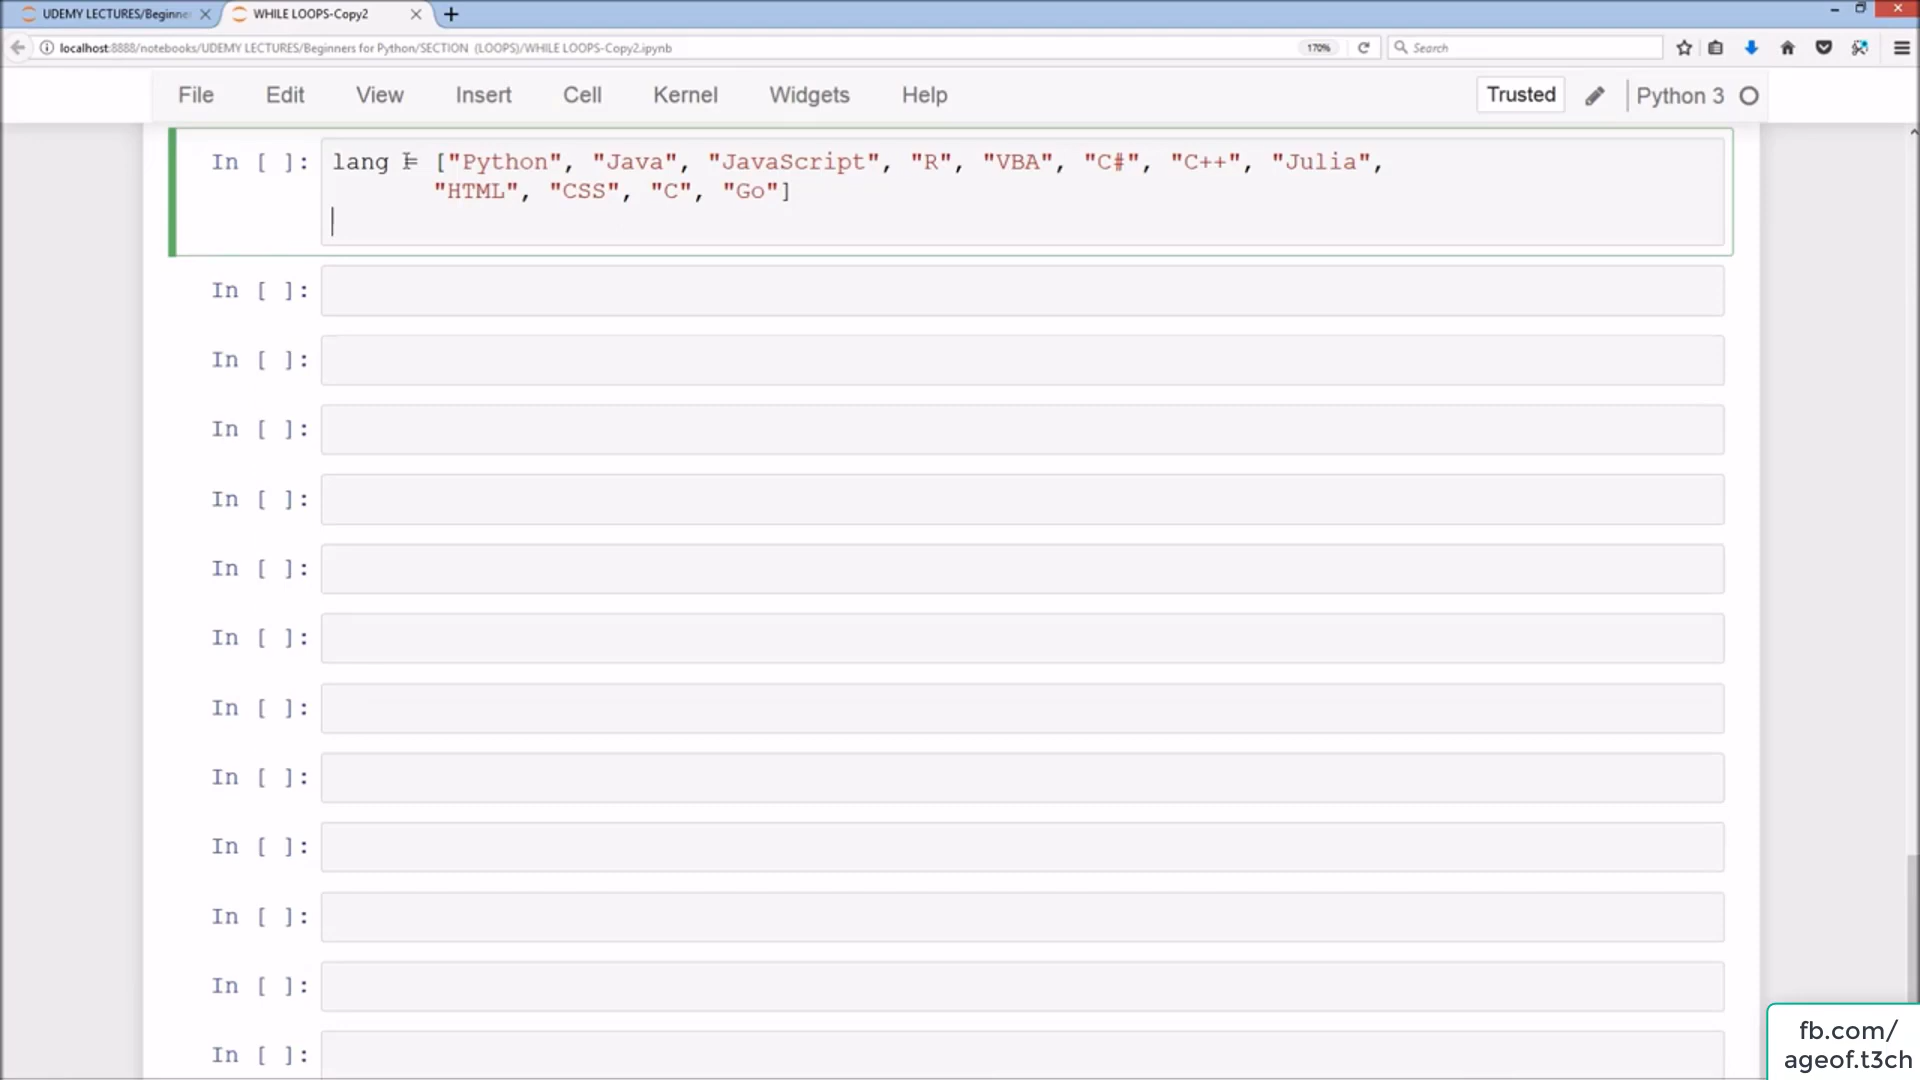 UDEMY LECTURES/Beginne
WHILE LOOPS-Copy2
localhost:8888/notebooks/UDEMY LECTURES/Beginners for Python/SECTION (LOOPS)/WHILE LOOPS-Copy2.ipynb
170%
Search
File Edit View Insert Cell Kernel Widgets Help
Trusted
Python 3
In [ ]: lang = ["Python", "Java", "JavaScript", "R", "VBA", "C#", "C++", "Julia",
"HTML", "CSS", "C", "Go"]
In [ ]:
In [ ]:
In [ ]:
In [ ]:
In [ ]:
In [ ]:
In [ ]:
In [ ]:
In [ ]:
In [ ]:
In [ ]:
In [ ]:
fb.com/
ageof.t3ch